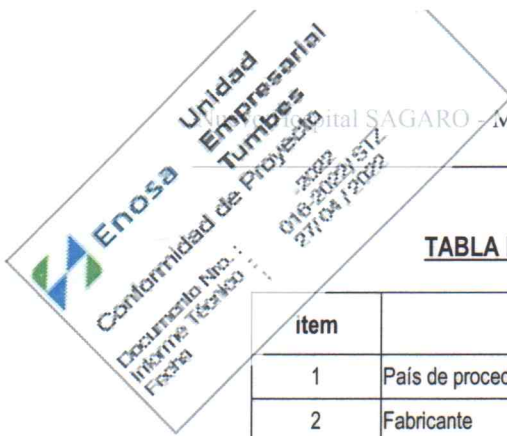 Enosa
Unidad
Empresarial
Tumbes
Conformidad de Proyecto
Documento Nro. : -2022
Informe Técnico : 016-2022/ STZ
Fecha : 27/ 04 / 2022
Hospital SAGARO - M
TABLA
item
1 País de proced
2 Fabricante